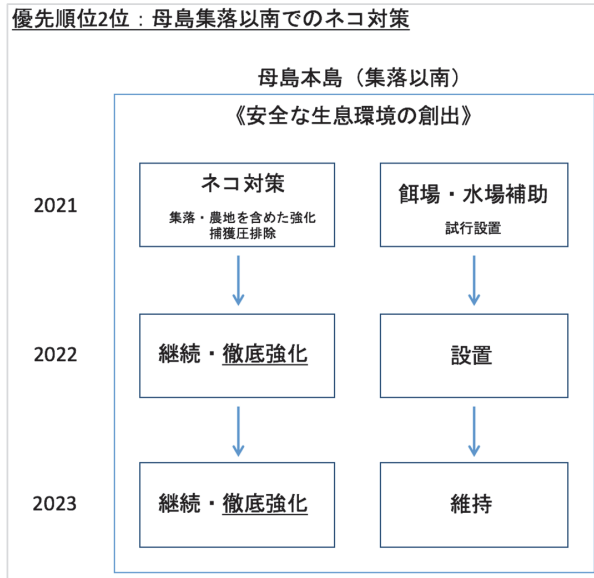 優先順位2位：母島集落以南でのネコ対策
母島本島（集落以南）
《安全な生息環境の創出》
2021
ネコ対策
集落・農地を含めた強化
捕獲圧排除
餌場・水場補助
試行設置
2022
継続・徹底強化
設置
2023
継続・徹底強化
維持